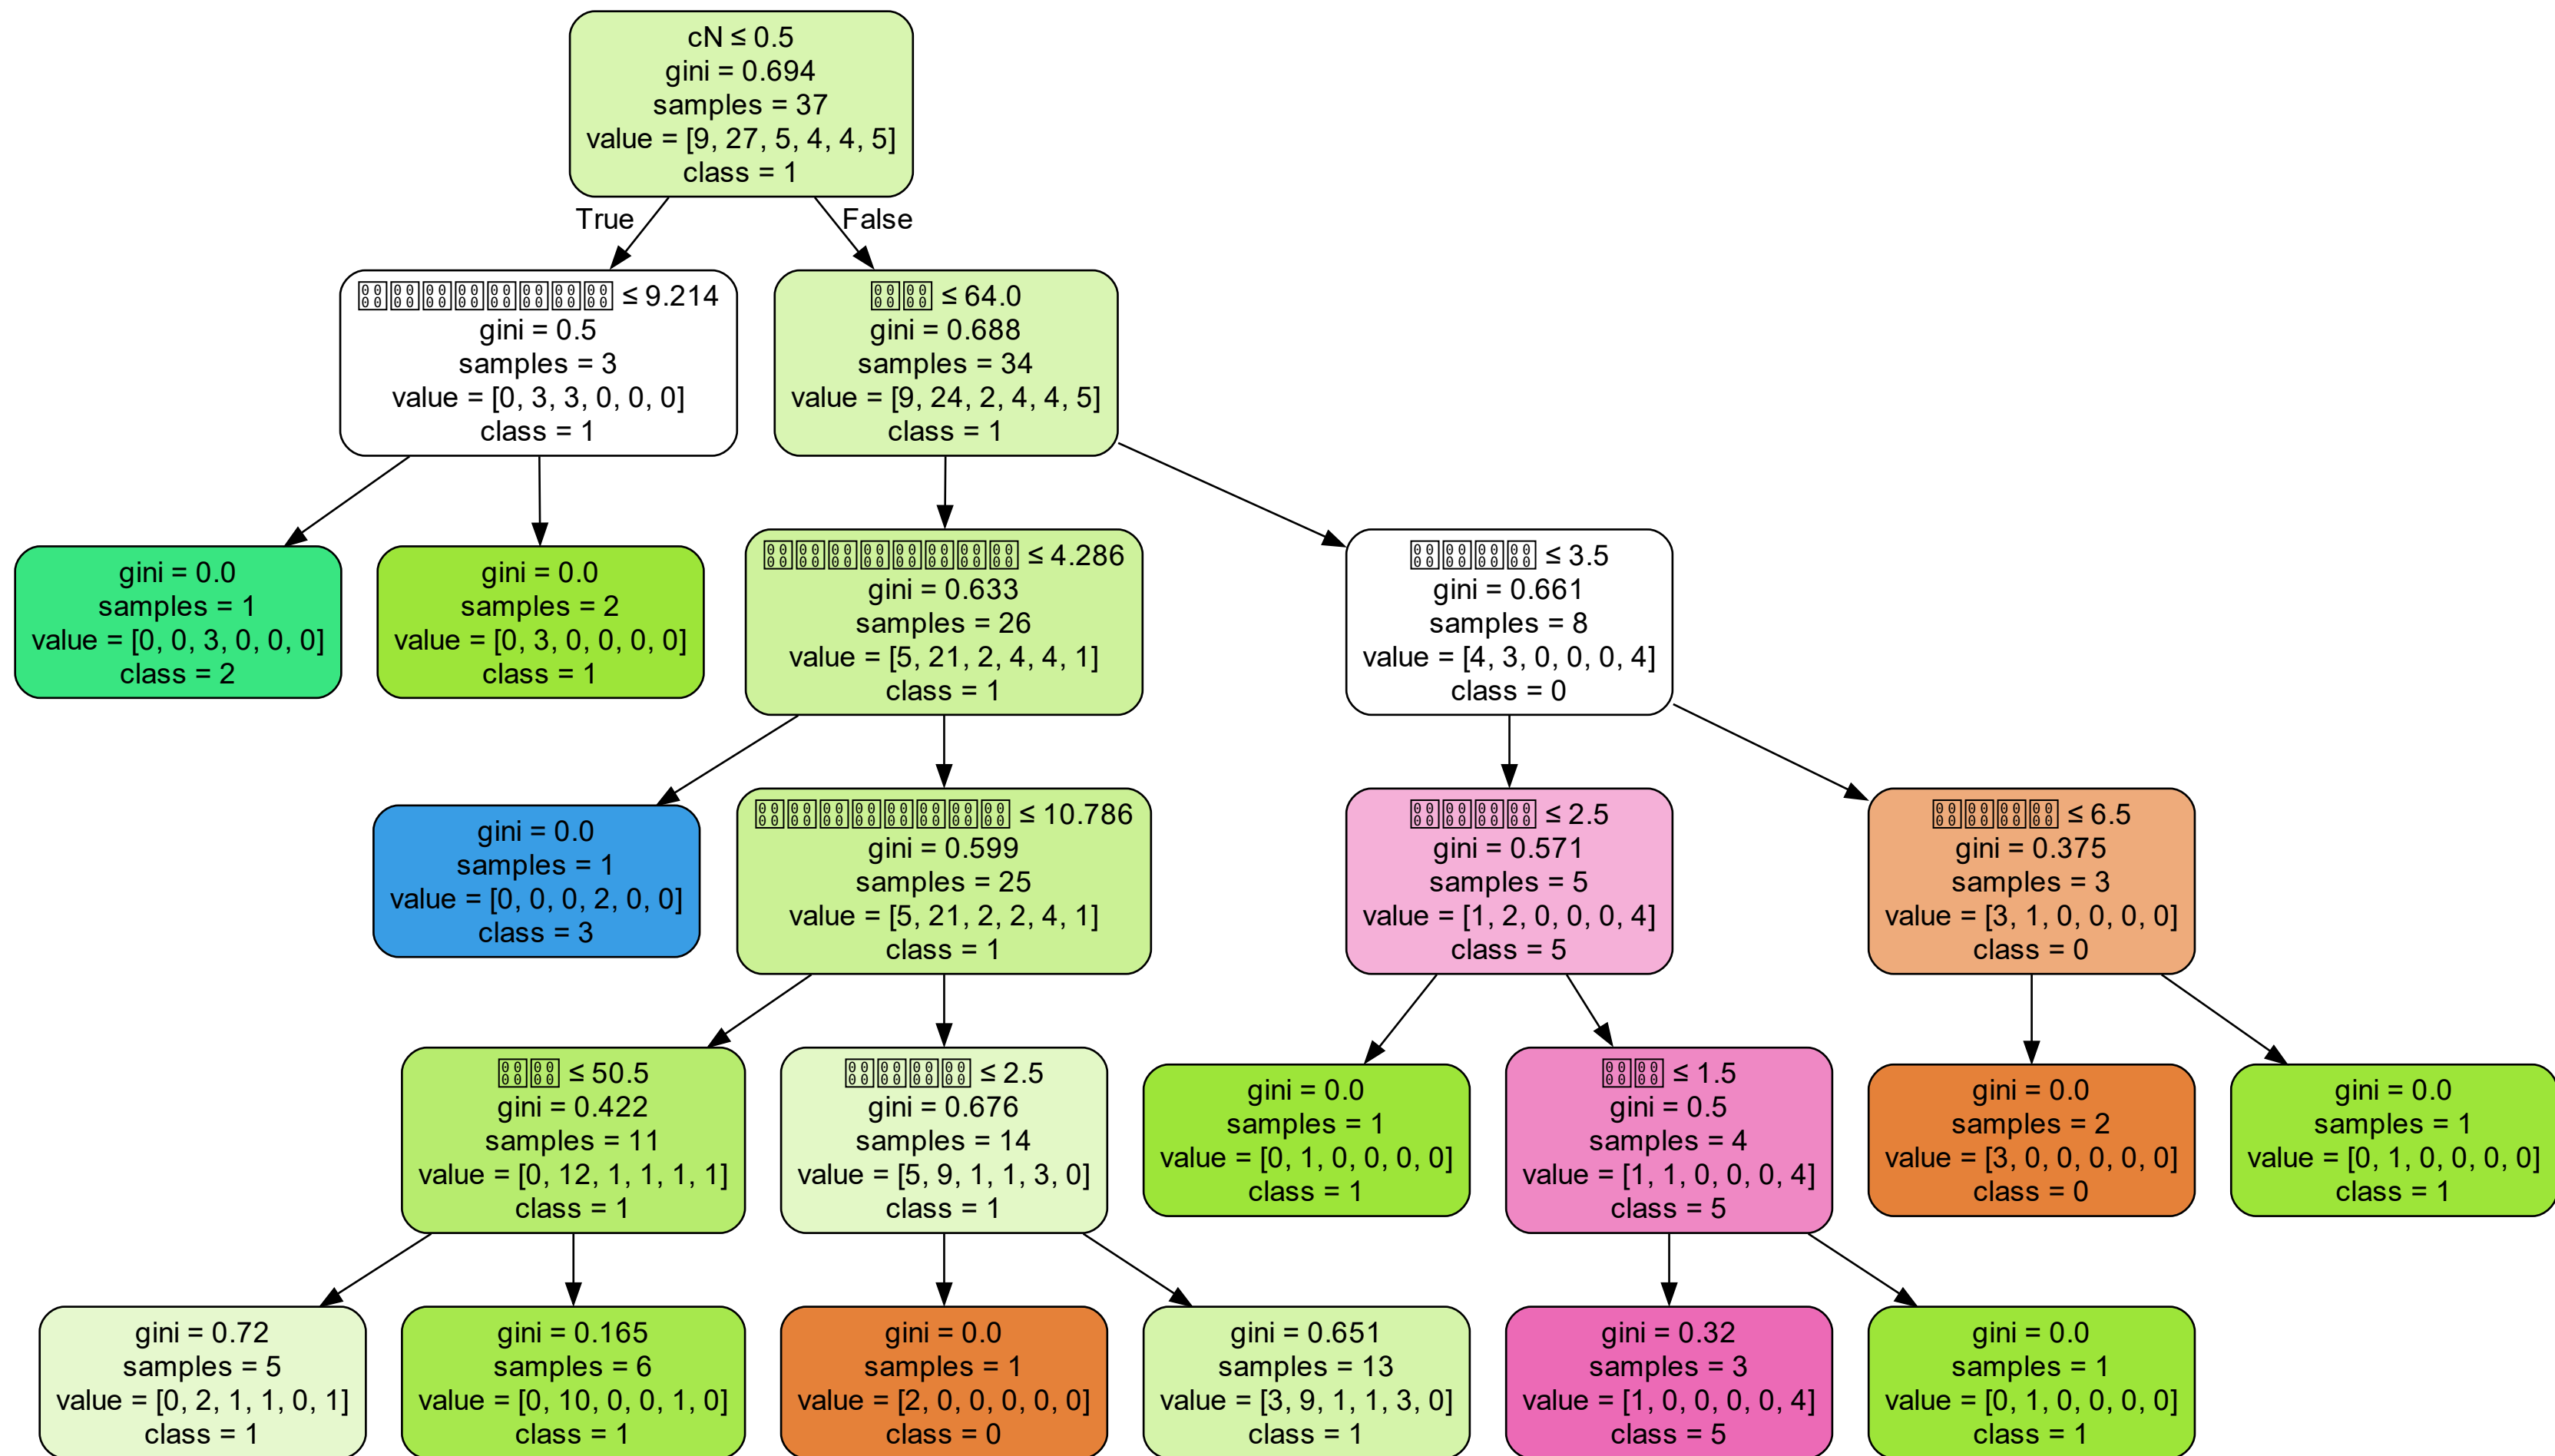 cN ≤ 0.5
gini = 0.694
samples = 37
value = [9, 27, 5, 4, 4, 5]
class = 1
True
False
≤ 9.214
gini = 0.5
samples = 3
value = [0, 3, 3, 0, 0, 0]
class = 1
≤ 64.0
gini = 0.688
samples = 34
value = [9, 24, 2, 4, 4, 5]
class = 1
gini = 0.0
samples = 1
value = [0, 0, 3, 0, 0, 0]
class = 2
gini = 0.0
samples = 2
value = [0, 3, 0, 0, 0, 0]
class = 1
≤ 4.286
gini = 0.633
samples = 26
value = [5, 21, 2, 4, 4, 1]
class = 1
≤ 3.5
gini = 0.661
samples = 8
value = [4, 3, 0, 0, 0, 4]
class = 0
gini = 0.0
samples = 1
value = [0, 0, 0, 2, 0, 0]
class = 3
≤ 10.786
gini = 0.599
samples = 25
value = [5, 21, 2, 2, 4, 1]
class = 1
≤ 2.5
gini = 0.571
samples = 5
value = [1, 2, 0, 0, 0, 4]
class = 5
≤ 6.5
gini = 0.375
samples = 3
value = [3, 1, 0, 0, 0, 0]
class = 0
≤ 50.5
gini = 0.422
samples = 11
value = [0, 12, 1, 1, 1, 1]
class = 1
≤ 2.5
gini = 0.676
samples = 14
value = [5, 9, 1, 1, 3, 0]
class = 1
gini = 0.0
samples = 1
value = [0, 1, 0, 0, 0, 0]
class = 1
≤ 1.5
gini = 0.5
samples = 4
value = [1, 1, 0, 0, 0, 4]
class = 5
gini = 0.0
samples = 2
value = [3, 0, 0, 0, 0, 0]
class = 0
gini = 0.0
samples = 1
value = [0, 1, 0, 0, 0, 0]
class = 1
gini = 0.72
samples = 5
value = [0, 2, 1, 1, 0, 1]
class = 1
gini = 0.165
samples = 6
value = [0, 10, 0, 0, 1, 0]
class = 1
gini = 0.0
samples = 1
value = [2, 0, 0, 0, 0, 0]
class = 0
gini = 0.651
samples = 13
value = [3, 9, 1, 1, 3, 0]
class = 1
gini = 0.32
samples = 3
value = [1, 0, 0, 0, 0, 4]
class = 5
gini = 0.0
samples = 1
value = [0, 1, 0, 0, 0, 0]
class = 1